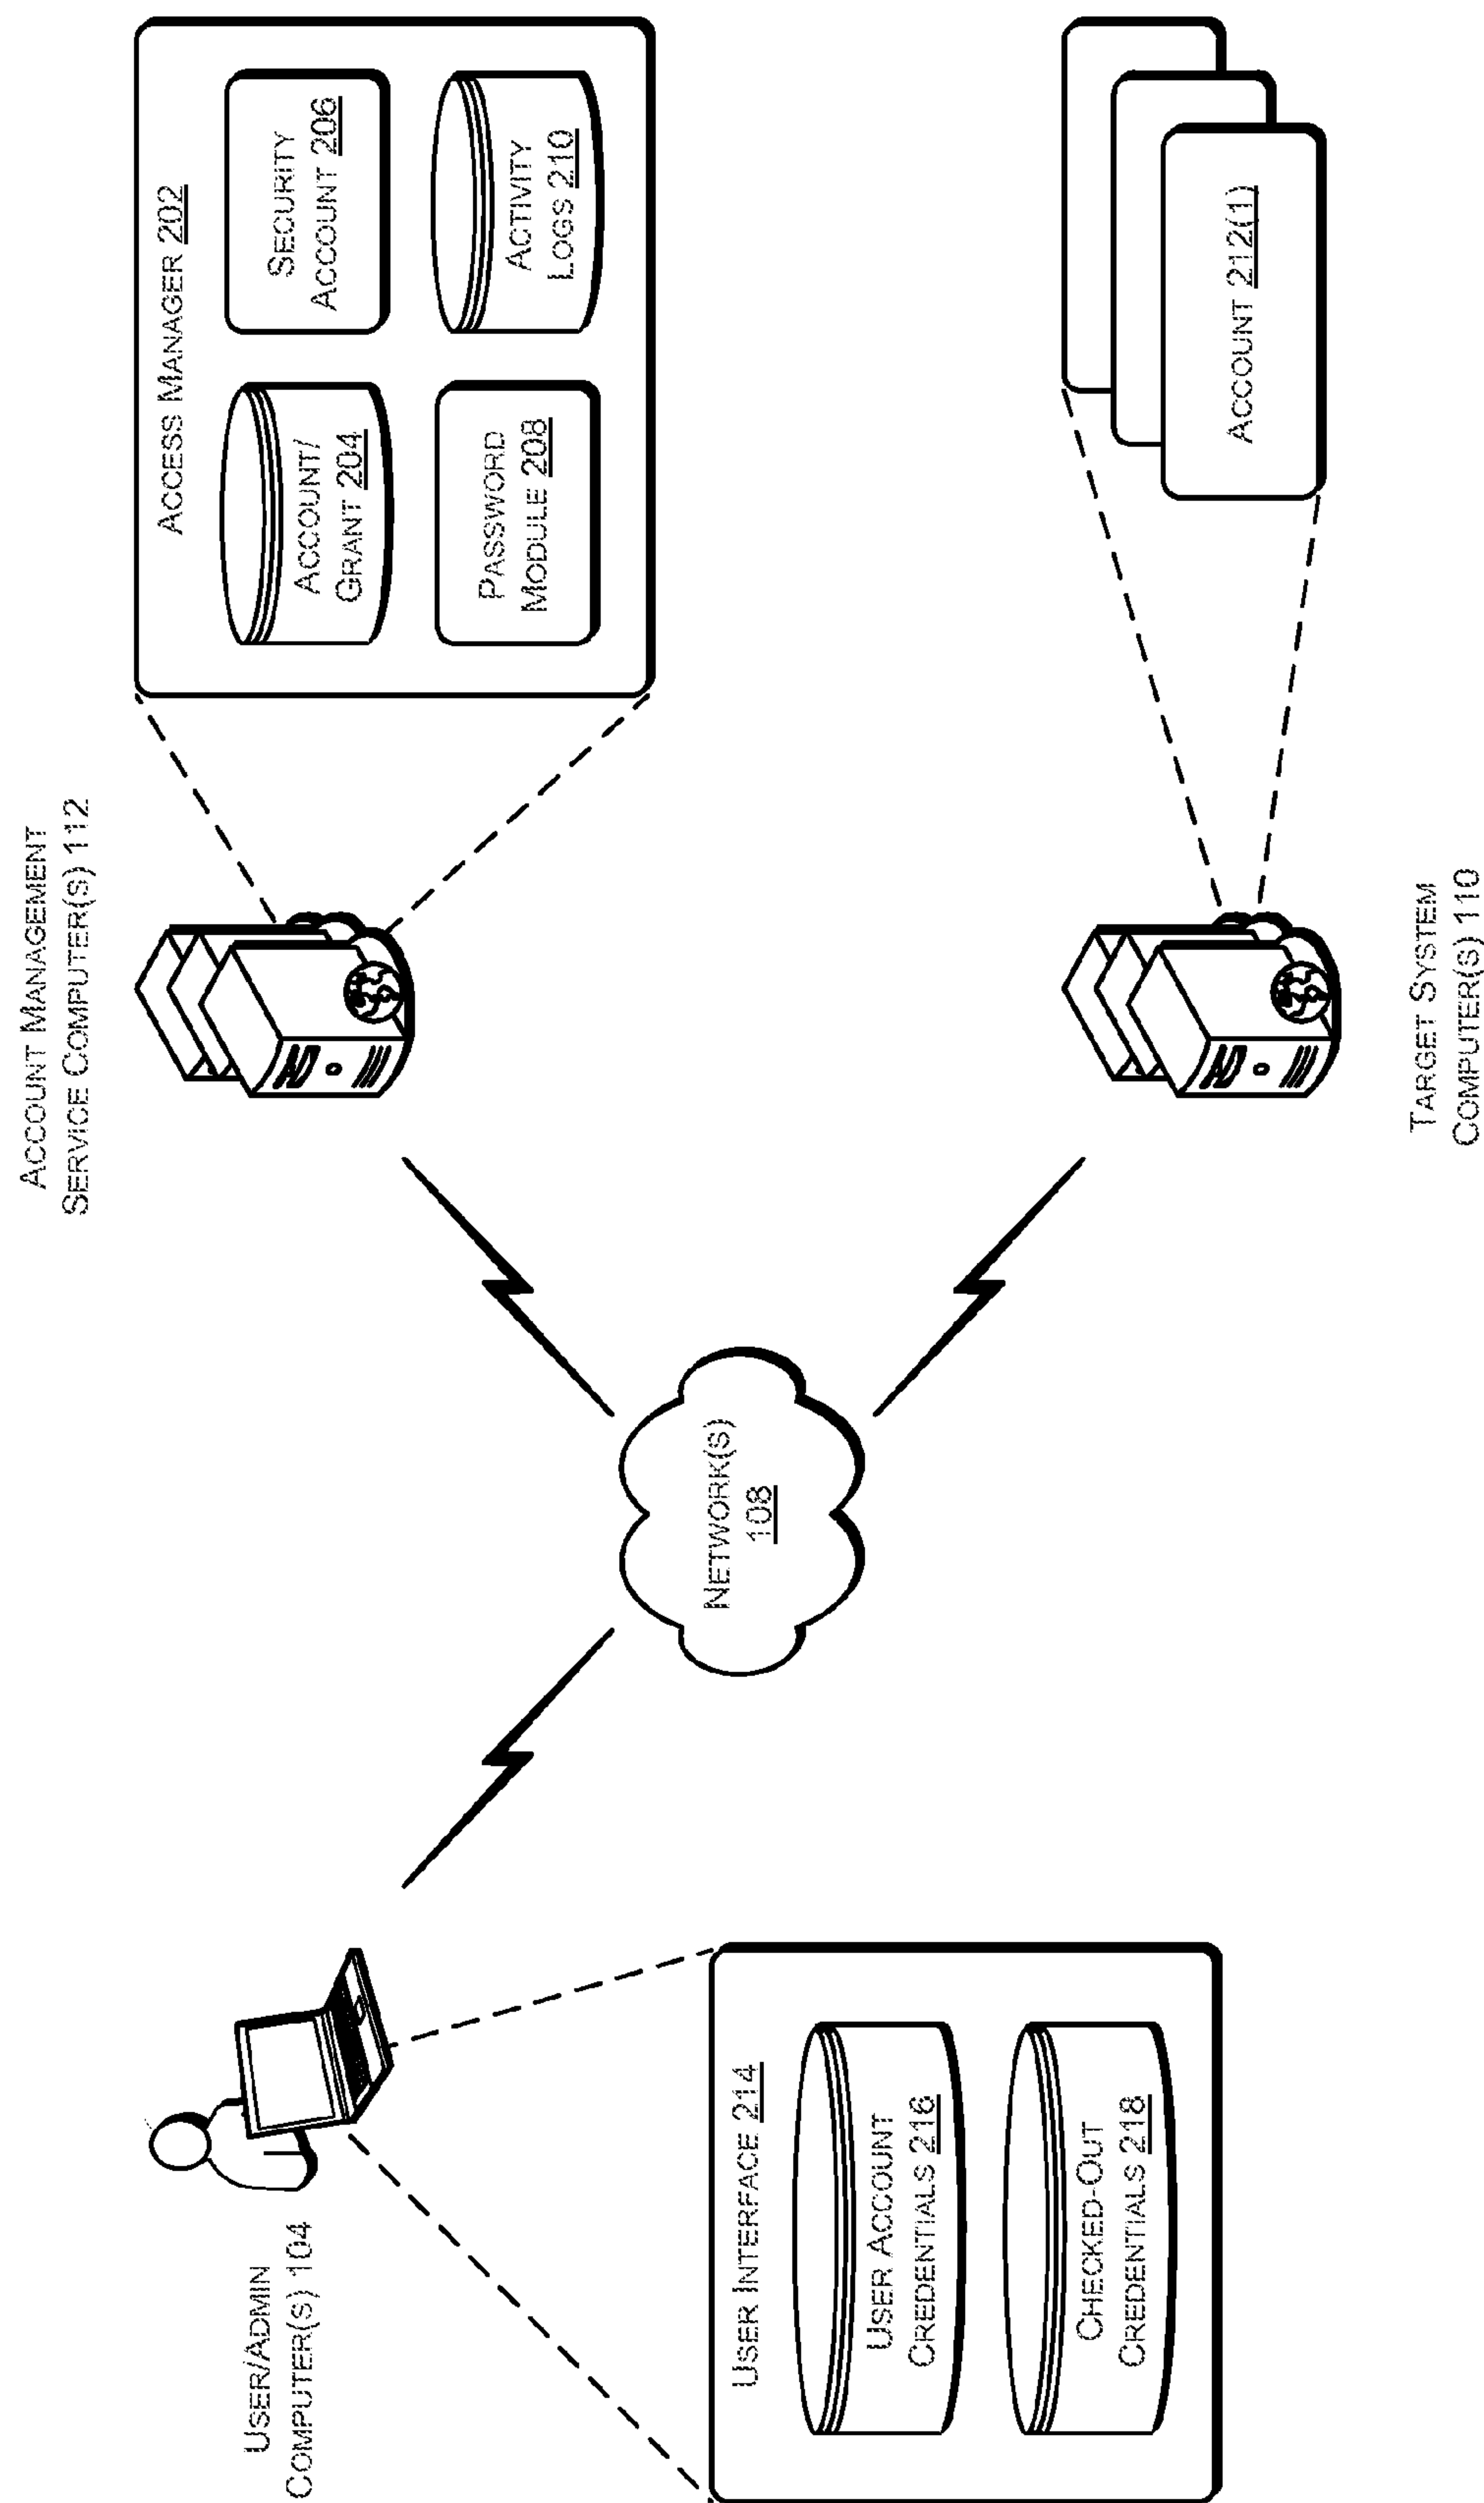 ACCOUNT MANAGEMENT
SERVICE COMPUTER(S) 112
ACCESS MANAGER 202
ACCOUNT/
GRANT 204
SECURITY
ACCOUNT 206
PASSWORD
MODULE 208
ACTIVITY
LOGS 210
USER/ADMIN
COMPUTER(S) 104
NETWORK(S)
108
USER INTERFACE 214
USER ACCOUNT
CREDENTIALS 216
CHECKED-OUT
CREDENTIALS 218
ACCOUNT 212(1)
TARGET SYSTEM
COMPUTER(S) 110